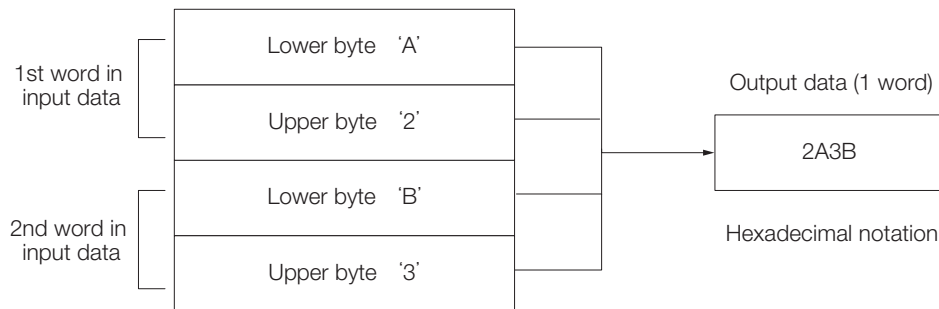 1st word in
input data
Lower byte ‘A’
Upper byte ‘2’
2nd word in
input data
Lower byte ‘B’
Upper byte ‘3’
Output data (1 word)
2A3B
Hexadecimal notation